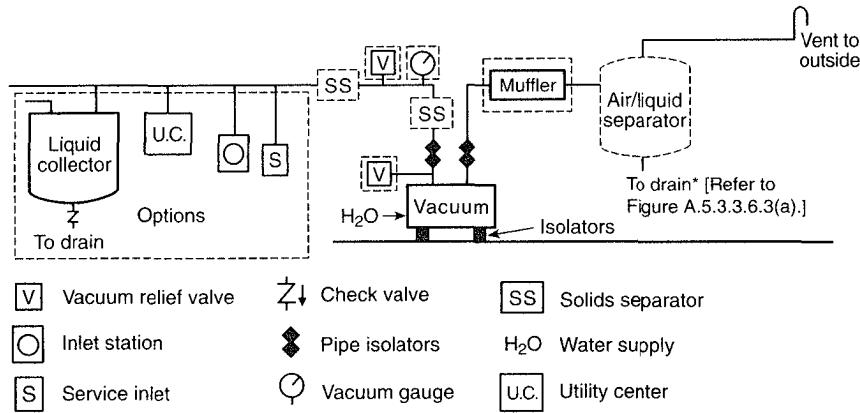 Vent to
outside
V
SS
Muffler
Air/liquid
separator
SS
U.C.
Liquid
collector
S
To drain* [Refer to
Figure A.5.3.3.6.3(a).]
V
H₂O
Vacuum
Options
Isolators
To drain
V Vacuum relief valve
Check valve
SS Solids separator
Inlet station
Pipe isolators
H₂O Water supply
S Service inlet
Vacuum gauge
U.C. Utility center